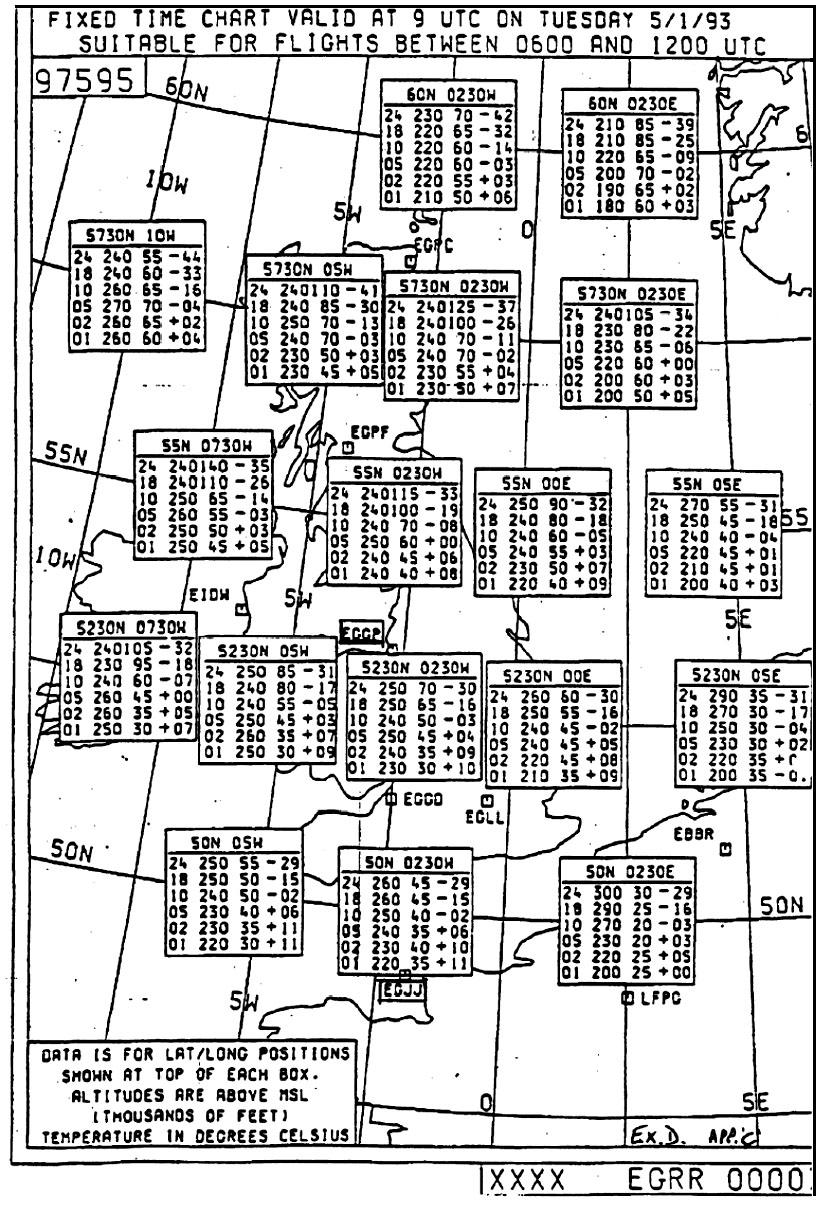 FIXED TIME CHART VALID AT 9 UTC ON TUESDAY 5/1/93
SUITABLE FOR FLIGHTS BETWEEN 0600 AND 1200 UTC
97595
60N
60N 0230W
24 230 70 -42
18 220 65 -32
10 220 60 -14
05 220 60 -03
02 220 55 +03
01 210 50 +06
60N 0230E
24 210 85 -39
18 210 85 -25
10 220 65 -09
05 200 70 -02
02 190 65 +02
01 180 60 +03
6
10W
5W
0
5E
EGPC
5730N 10W
24 240 55 -44
18 240 60 -33
10 260 65 -16
05 270 70 -04
02 260 65 +02
01 260 60 +04
5730N 05W
24 240110 -41
18 240 85 -30
10 250 70 -13
05 240 70 -03
02 230 50 +03
01 230 45 +05
5730N 0230W
24 240125 -37
18 240100 -26
10 240 70 -11
05 240 70 -02
02 230 55 +04
01 230 50 +07
5730N 0230E
24 240105 -34
18 230 80 -22
10 230 65 -06
05 220 60 +00
02 200 60 +03
01 200 50 +05
55N
EGPF
55N 0730W
24 240140 -35
18 240110 -26
10 250 65 -14
05 260 55 -03
02 250 50 +03
01 250 45 +05
55N 0230W
24 240115 -33
18 240100 -19
10 240 70 -08
05 250 60 +00
02 240 45 +06
01 240 40 +08
55N 00E
24 250 90 -32
18 240 80 -18
10 240 60 -05
05 240 55 +03
02 230 50 +07
01 220 40 +09
55N 05E
24 270 55 -31
18 250 45 -18
10 240 40 -04
05 220 45 +01
02 210 45 +01
01 200 40 +03
55
10W
EIDW
5W
EGGP
5E
5230N 0730W
24 240105 -32
18 230 95 -18
10 240 60 -07
05 260 45 +00
02 260 35 +05
01 250 30 +07
5230N 05W
24 250 85 -31
18 240 80 -17
10 240 55 -05
05 250 45 +03
02 260 35 +07
01 250 30 +09
5230N 0230W
24 250 70 -30
18 250 65 -16
10 240 50 -03
05 250 45 +04
02 240 35 +09
01 230 30 +10
5230N 00E
24 260 60 -30
18 250 55 -16
10 240 45 -02
05 240 45 +05
02 220 45 +08
01 210 35 +09
5230N 05E
24 290 35 -31
18 270 30 -17
10 250 30 -04
05 230 30 +02
02 220 35
01 200 35
EGGD
EGLL
EBBR
50N
50N 05W
24 250 55 -29
18 250 50 -15
10 240 50 -02
05 230 40 +06
02 230 35 +11
01 220 30 +11
50N 0230W
24 260 45 -29
18 260 45 -15
10 250 40 -02
05 240 35 +06
02 230 40 +10
01 220 35 +11
50N 0230E
24 300 30 -29
18 290 25 -16
10 270 20 -03
05 230 20 +03
02 220 25 +05
01 200 25 +00
50N
5W
EGJJ
LFPG
DATA IS FOR LAT/LONG POSITIONS
SHOWN AT TOP OF EACH BOX.
ALTITUDES ARE ABOVE MSL
(THOUSANDS OF FEET)
TEMPERATURE IN DEGREES CELSIUS
0
5E
Ex.D. APP.'C
XXXX EGRR 0000